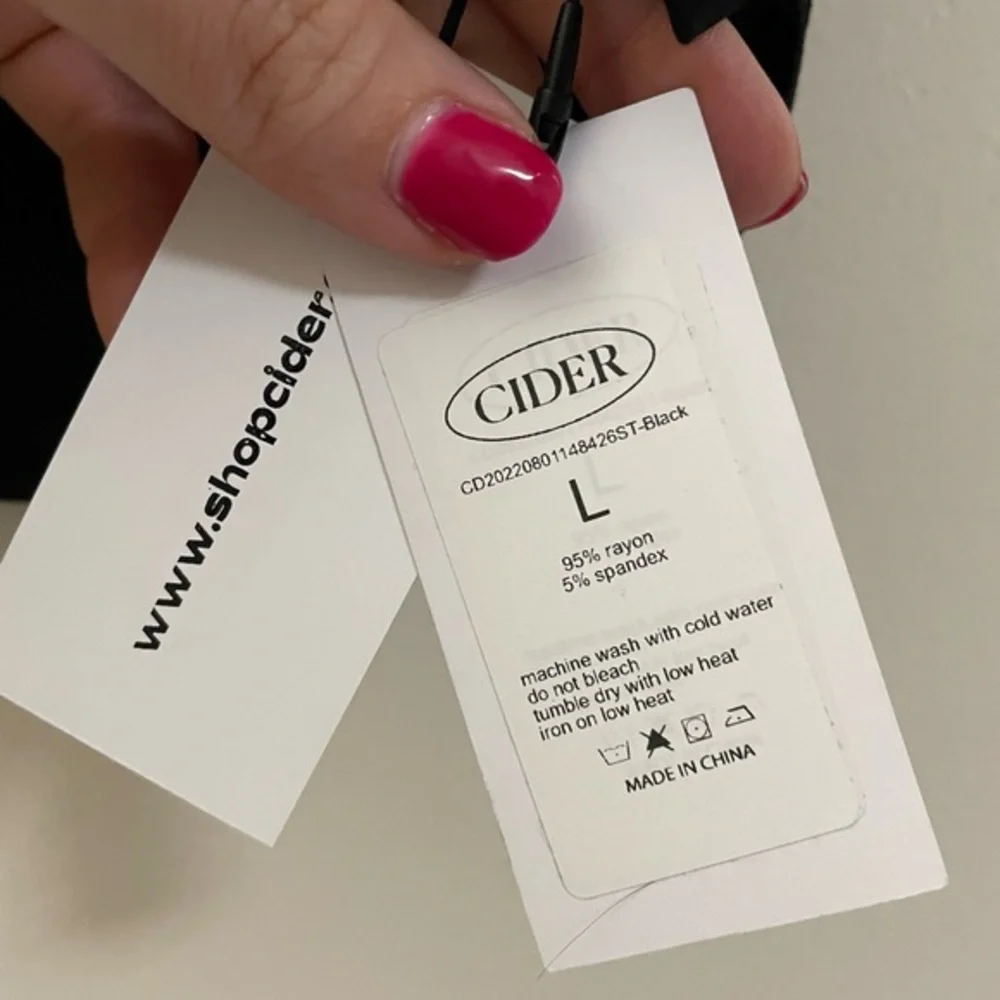 www.shopcider.
CIDER
CD20220801148426ST-Black
L
95% rayon
5% spandex
machine wash with cold water
do not bleach
tumble dry with low heat
iron on low heat
MADE IN CHINA